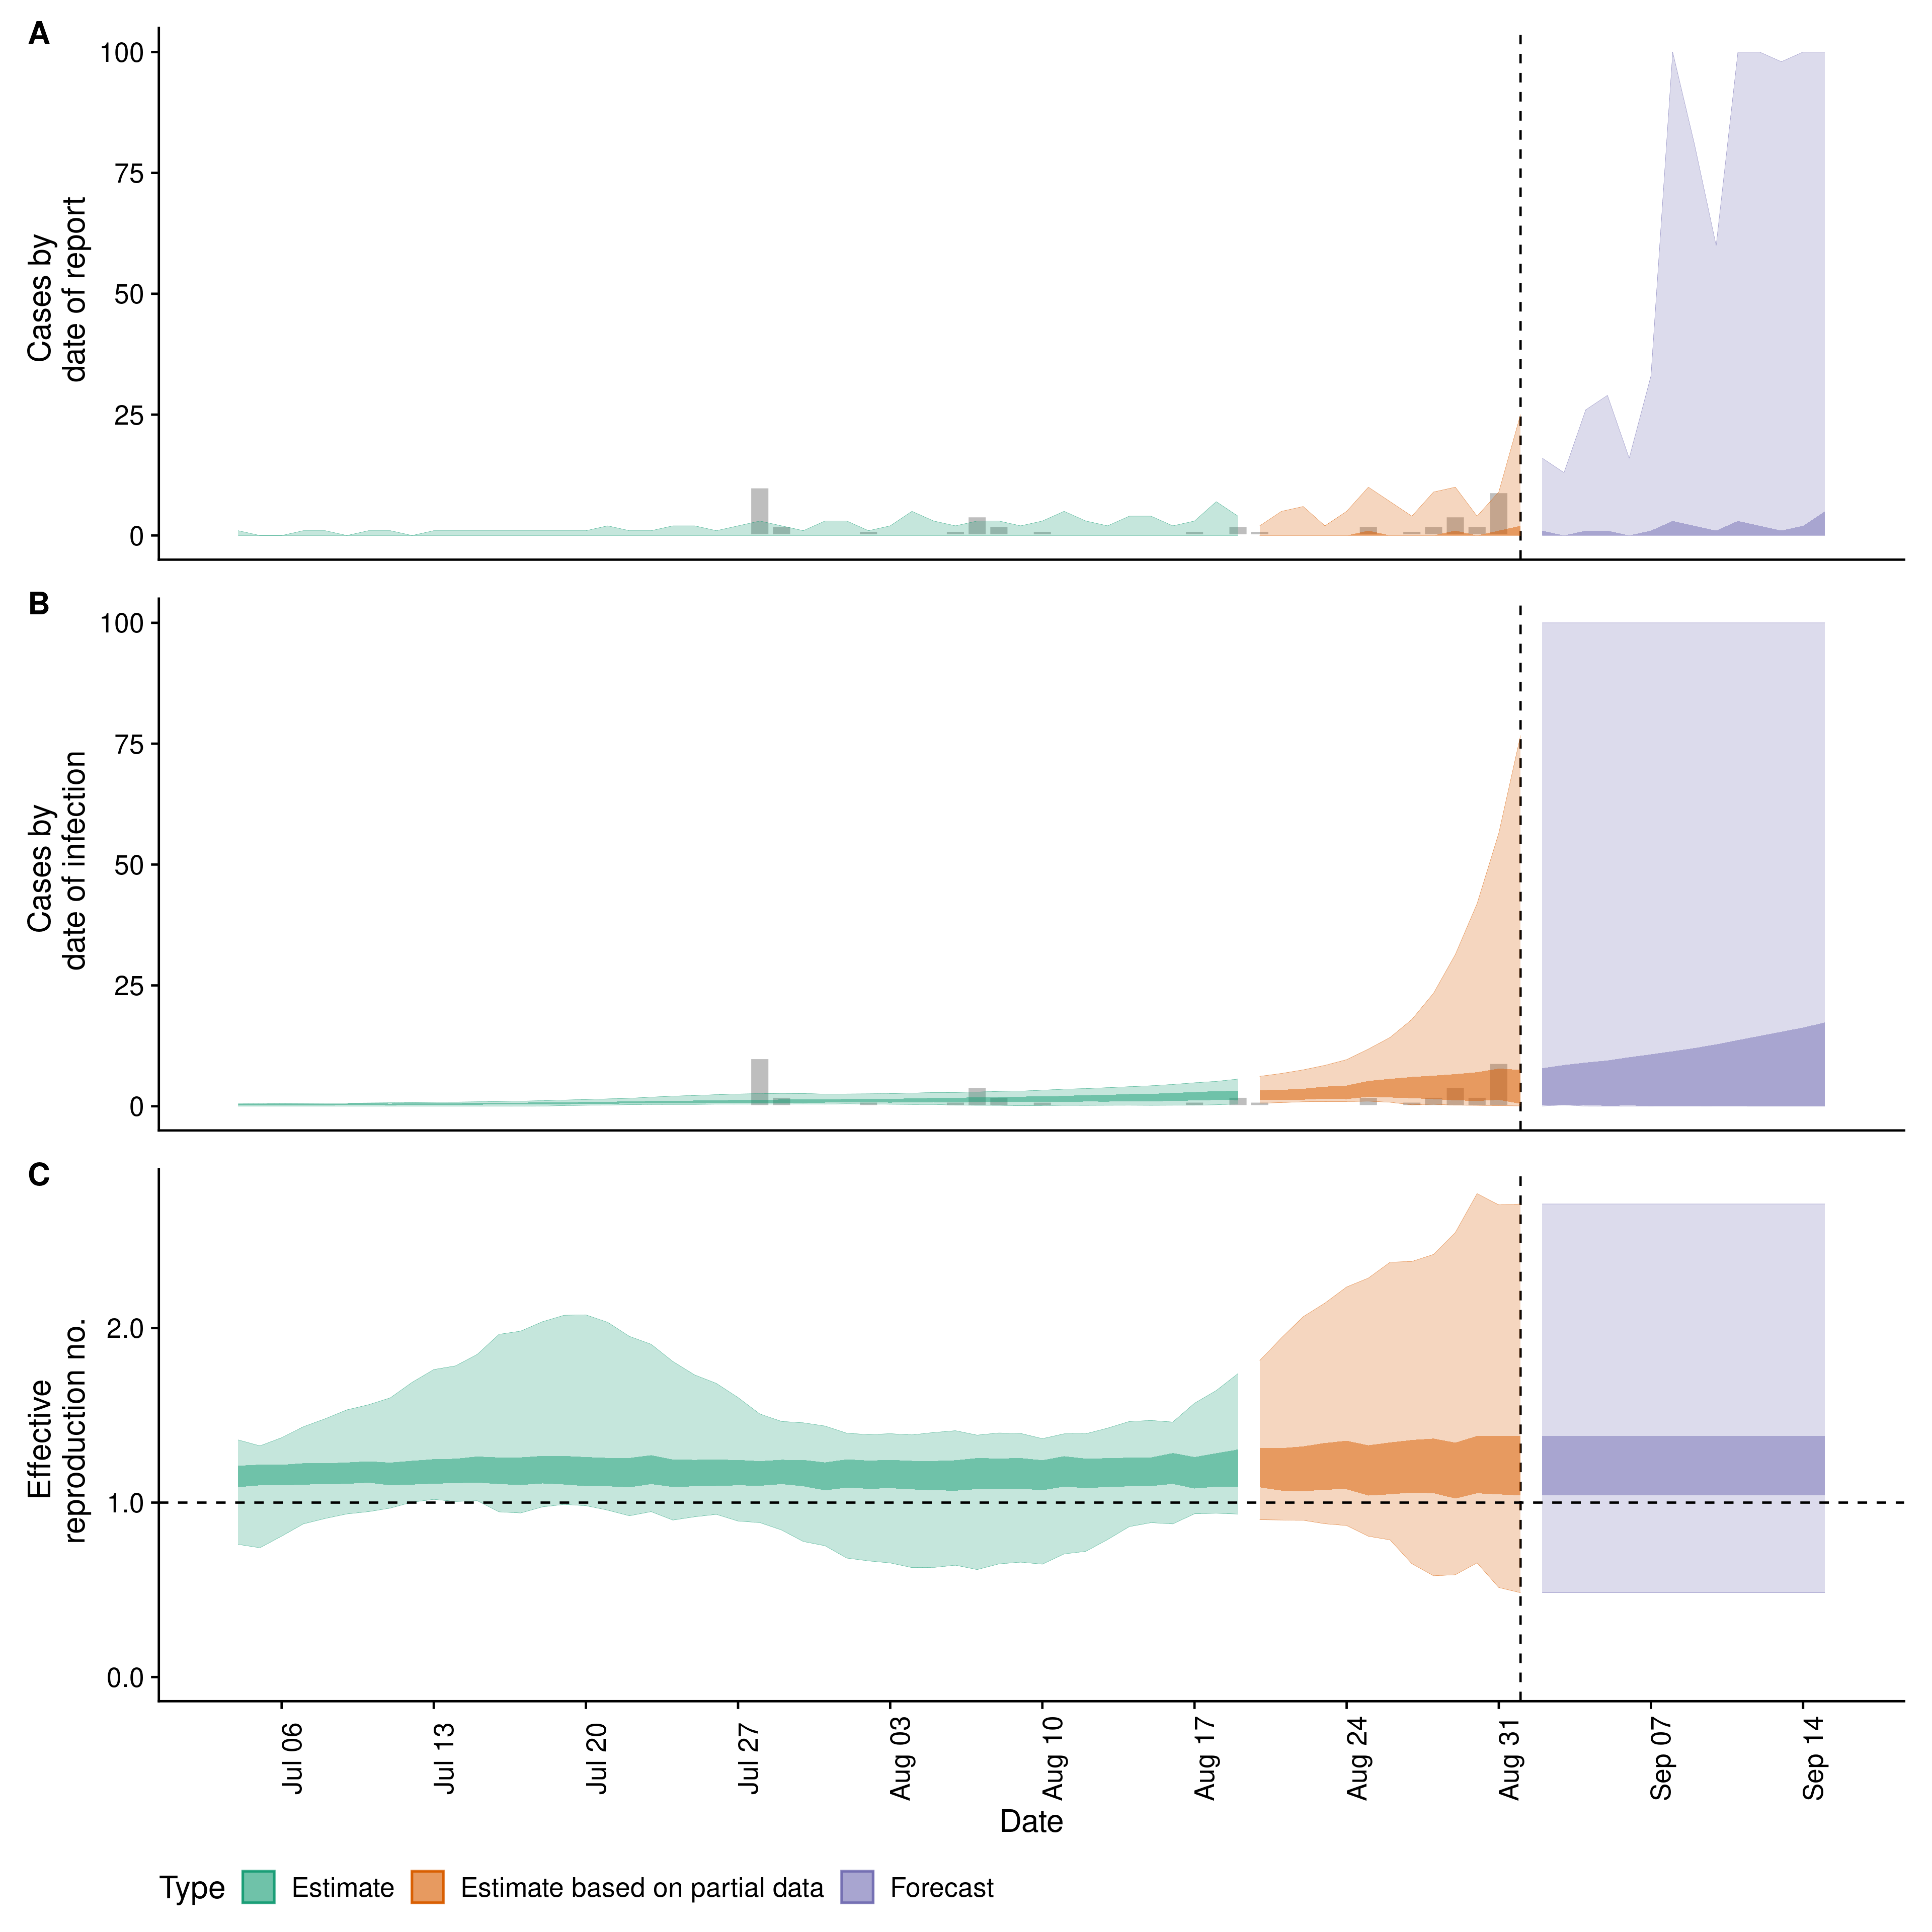 A
100
75
50
25
0
Cases by
date of report
B
100
75
50
25
0
Cases by
date of infection
C
2.0
1.0
0.0
Effective
reproduction no.
Jul 06
Jul 13
Jul 20
Jul 27
Aug 03
Aug 10
Aug 17
Aug 24
Aug 31
Sep 07
Sep 14
Date
Type Estimate Estimate based on partial data Forecast